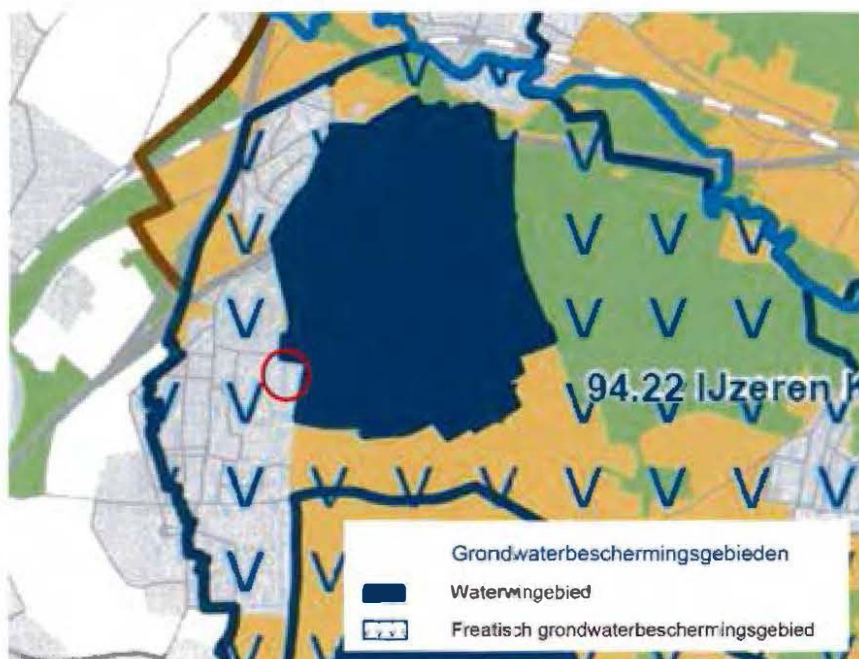 94.22 IJzeren K
Grondwaterbeschermingsgebieden
Waterwingebied
Freatisch grondwaterbeschermingsgebied